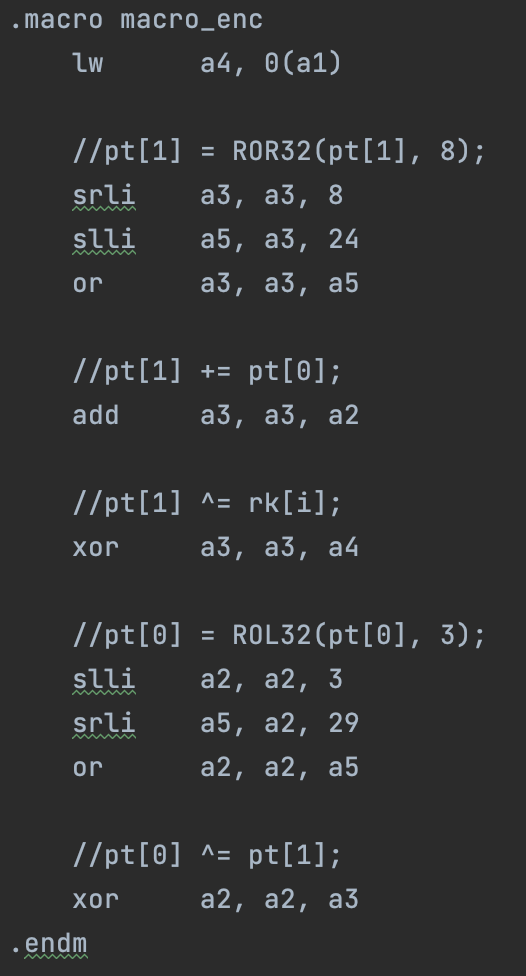 .macro macro_enc
lw a4, 0(a1)
//pt[1] = ROR32(pt[1], 8);
srli a3, a3, 8
slli a5, a3, 24
or a3, a3, a5
//pt[1] += pt[0];
add a3, a3, a2
//pt[1] ^= rk[i];
xor a3, a3, a4
//pt[0] = ROL32(pt[0], 3);
slli a2, a2, 3
srli a5, a2, 29
or a2, a2, a5
//pt[0] ^= pt[1];
xor a2, a2, a3
.endm